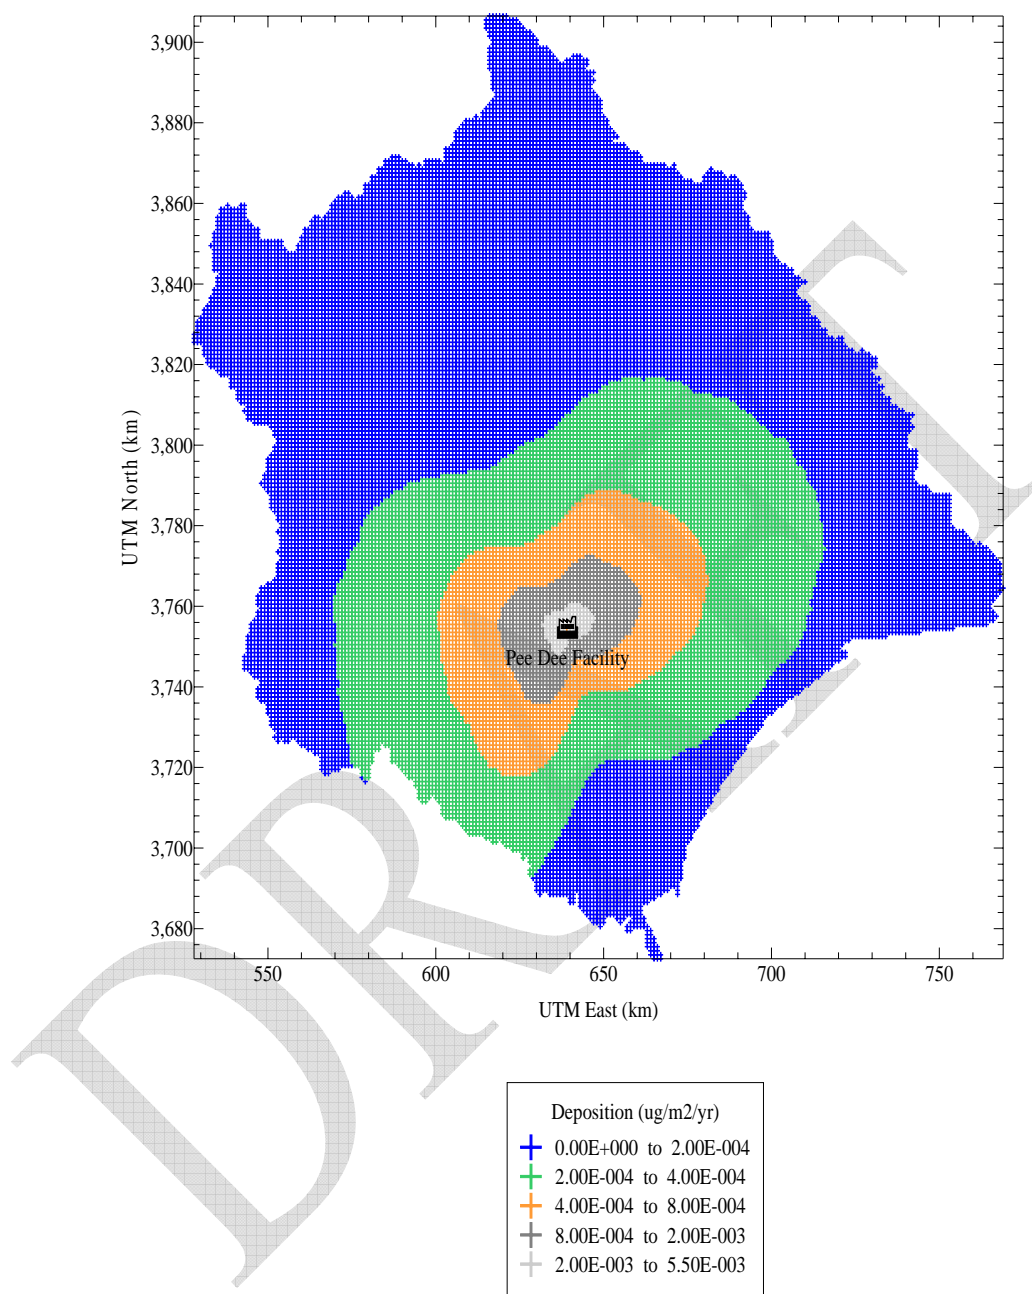 3,900
3,880
3,860
3,840
3,820
3,800
3,780
3,760
3,740
3,720
3,700
3,680
UTM North (km)
Pee Dee Facility
550 600 650 700 750
UTM East (km)
DRAFT
Deposition (ug/m2/yr)
0.00E+000 to 2.00E-004
2.00E-004 to 4.00E-004
4.00E-004 to 8.00E-004
8.00E-004 to 2.00E-003
2.00E-003 to 5.50E-003